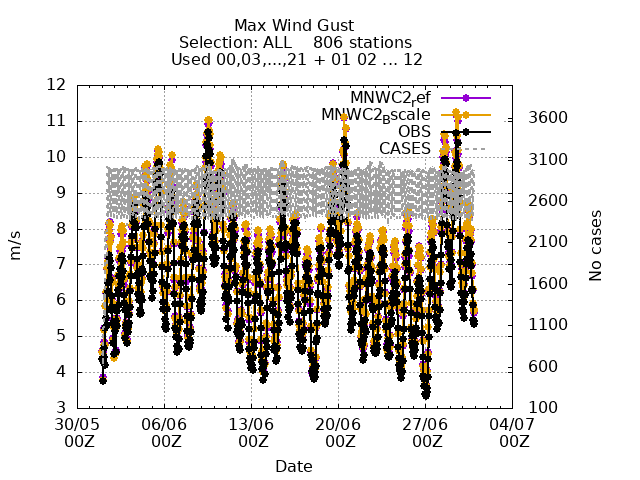 Max Wind Gust
Selection: ALL    806 stations
Used 00,03,...,21 + 01 02 ... 12
12
11
10
9
8
7
6
5
4
3
m/s
MNWC2_ref
MNWC2_Bscale
OBS
CASES
3600
3100
2600
2100
1600
1100
600
100
No cases
30/05 06/06 13/06 20/06 27/06 04/07
00Z 00Z 00Z 00Z 00Z 00Z
Date